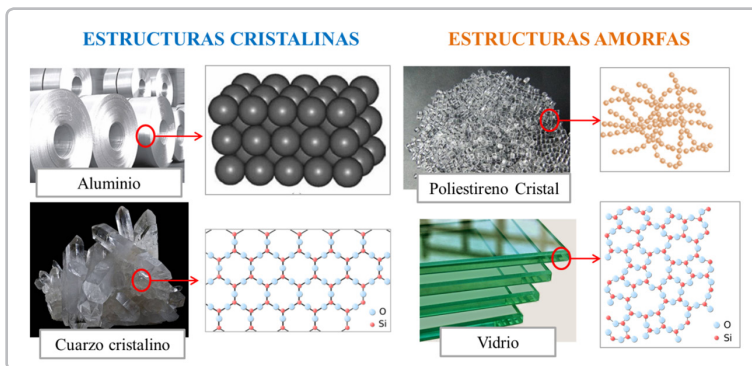 ESTRUCTURAS CRISTALINAS
ESTRUCTURAS AMORFAS
Aluminio
Poliestireno Cristal
Cuarzo cristalino
O
Si
Vidrio
O
Si